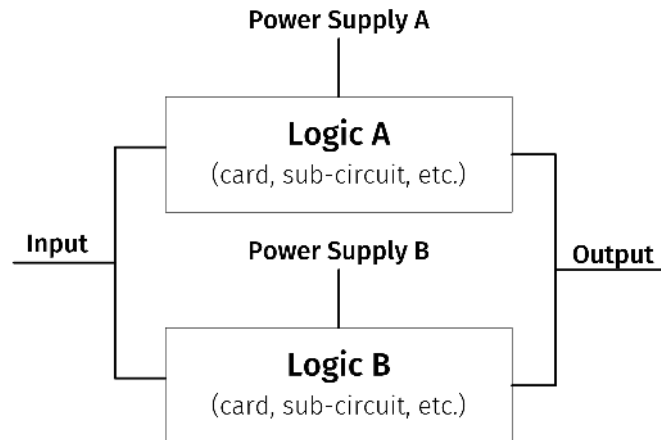 Power Supply A
Logic A
(card, sub-circuit, etc.)
Input
Power Supply B
Output
Logic B
(card, sub-circuit, etc.)